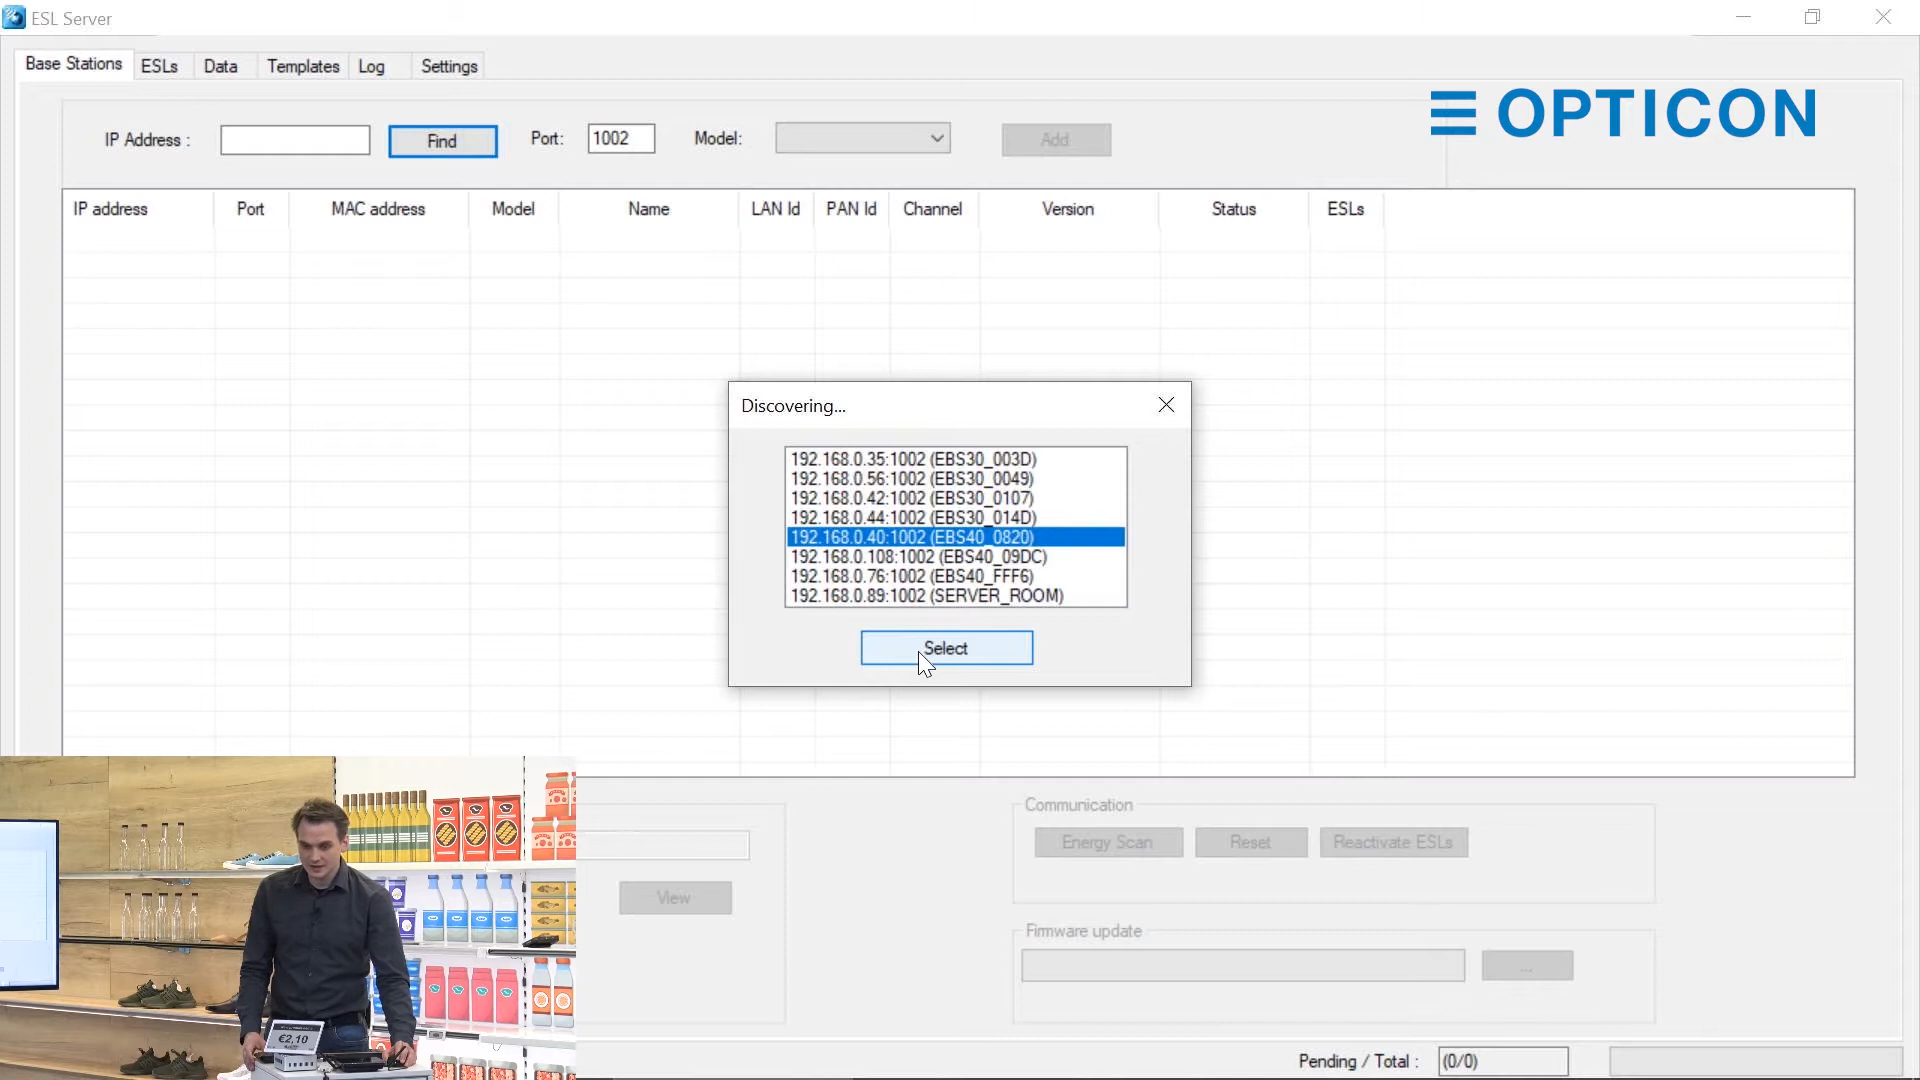 ESL Server
Base Stations ESLs Data Templates Log Settings
OPTICON
IP Address : Find Port: 1002 Model: Add
IP address Port MAC address Model Name LAN Id PAN Id Channel Version Status ESLs
Discovering...
192.168.0.35:1002 (EBS30_003D)
192.168.0.56:1002 (EBS30_0049)
192.168.0.42:1002 (EBS30_0107)
192.168.0.44:1002 (EBS30_014D)
192.168.0.40:1002 (EBS40_0820)
192.168.0.108:1002 (EBS40_09DC)
192.168.0.76:1002 (EBS40_FFF6)
192.168.0.89:1002 (SERVER_ROOM)
Select
Communication
Energy Scan Reset Reactivate ESLs
View
Firmware update
...
€2,10
Pending / Total : (0/0)